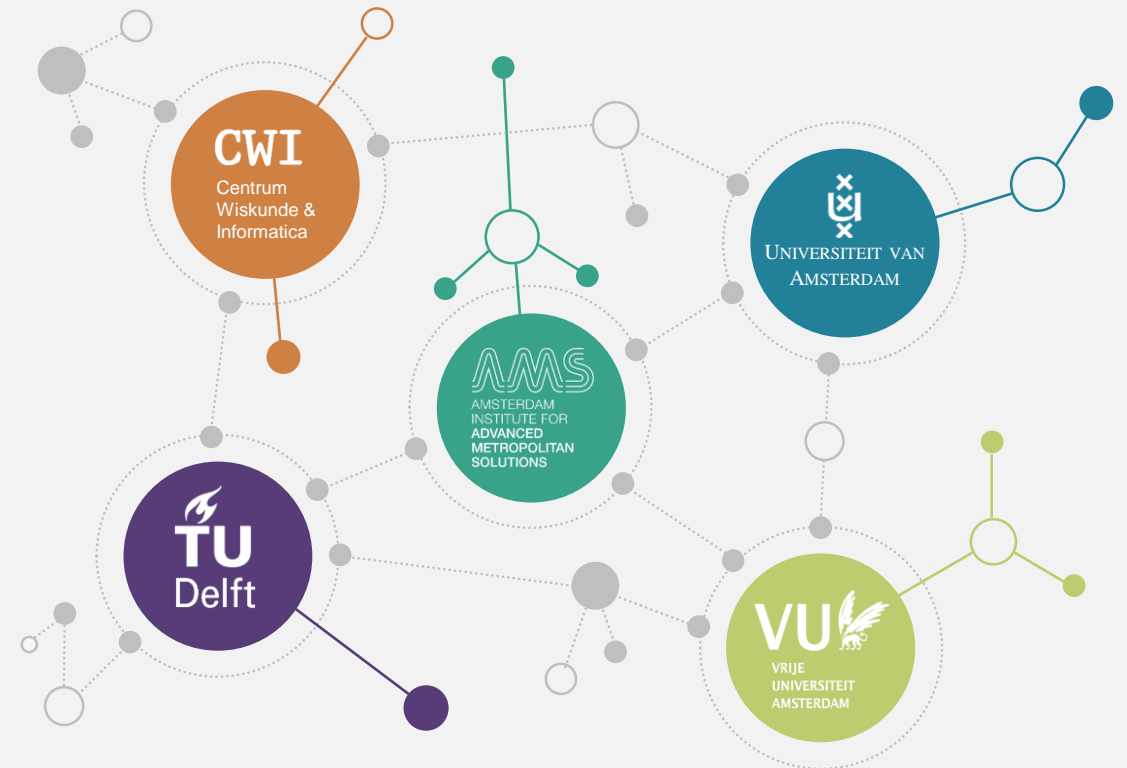 CWI
Centrum
Wiskunde &
Informatica
UNIVERSITEIT VAN
AMSTERDAM
AMS
AMSTERDAM
INSTITUTE FOR
ADVANCED
METROPOLITAN
SOLUTIONS
TU
Delft
VU
VRIJE
UNIVERSITEIT
AMSTERDAM